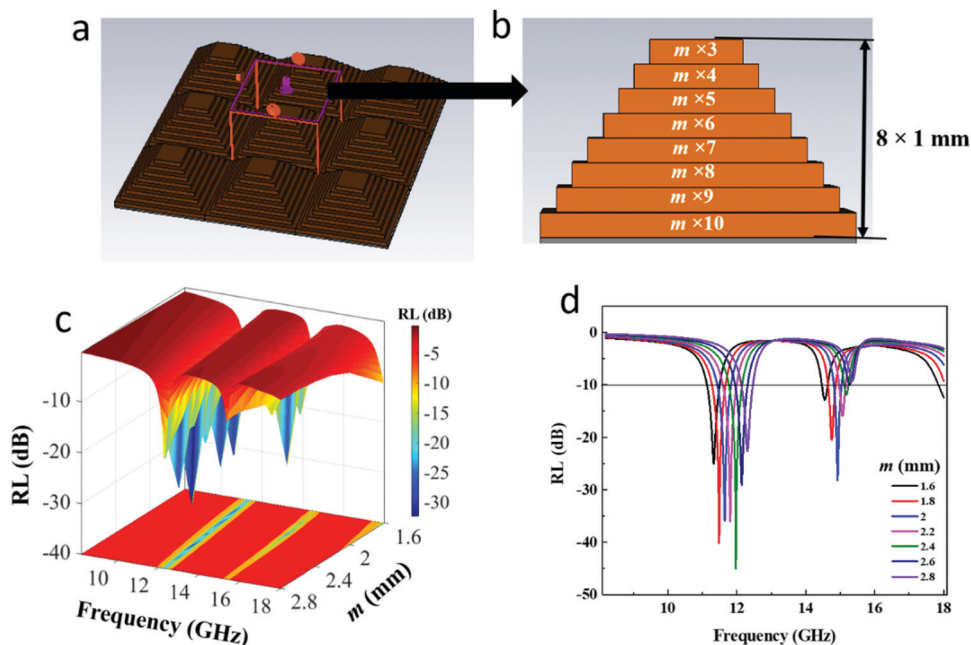 a
b
m ×3
m ×4
m ×5
m ×6
m ×7
m ×8
m ×9
m ×10
8 × 1 mm
c
RL (dB)
-5
-10
-15
-20
-25
-30
RL (dB)
-10
-20
-30
-40
10
12
14
16
18
Frequency (GHz)
1.6
2
2.4
2.8
m (mm)
d
0
-10
-20
-30
-40
-50
RL (dB)
10
12
14
16
18
Frequency (GHz)
m (mm)
1.6
1.8
2
2.2
2.4
2.6
2.8